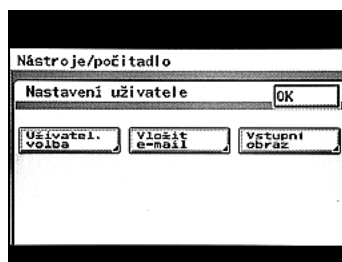 Nástroje/počitadlo
Nastavení uživatele
OK
Uživatel. volba
Vložit e-mail
Vstupní obraz